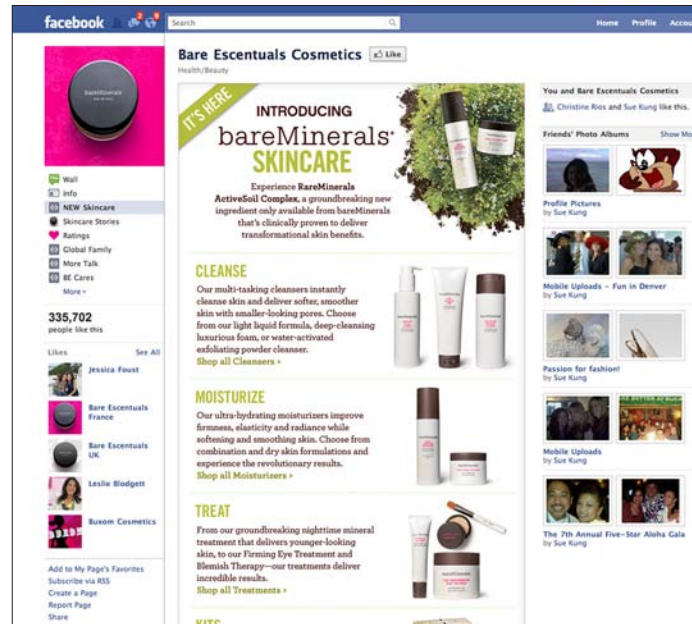 facebook
2
9
Search
Home Profile Accou
Bare Escentuals Cosmetics
Like
Health/Beauty
Wall
Info
NEW Skincare
Skincare Stories
Ratings
Global Family
More Talk
BE Cares
More
335,702
people like this
Likes See All
Jessica Foust
Bare Escentuals
France
Bare Escentuals
UK
Leslie Blodgett
Buxom Cosmetics
Add to My Page's Favorites
Subscribe via RSS
Create a Page
Report Page
Share
IT'S HERE
INTRODUCING
bareMinerals
SKINCARE
Experience RareMinerals
ActiveSoil Complex, a groundbreaking new
ingredient only available from bareMinerals
that's clinically proven to deliver
transformational skin benefits.
CLEANSE
Our multi-tasking cleansers instantly
cleanse skin and deliver softer, smoother
skin with smaller-looking pores. Choose
from our light liquid formula, deep-cleansing
luxurious foam, or water-activated
exfoliating powder cleanser.
Shop all Cleansers ›
MOISTURIZE
Our ultra-hydrating moisturizers improve
firmness, elasticity and radiance while
softening and smoothing skin. Choose from
combination and dry skin formulations and
experience the revolutionary results.
Shop all Moisturizers ›
TREAT
From our groundbreaking nighttime mineral
treatment that delivers younger-looking
skin, to our Firming Eye Treatment and
Blemish Therapy—our treatments deliver
incredible results.
Shop all Treatments ›
KITS
You and Bare Escentuals Cosmetics
Christine Rios and Sue Kung like this.
Friends' Photo Albums Show Mo
Profile Pictures
by Sue Kung
Mobile Uploads - Fun in Denver
by Sue Kung
Passion for fashion!
by Sue Kung
Mobile Uploads
by Sue Kung
The 7th Annual Five-Star Aloha Gala
by Sue Kung